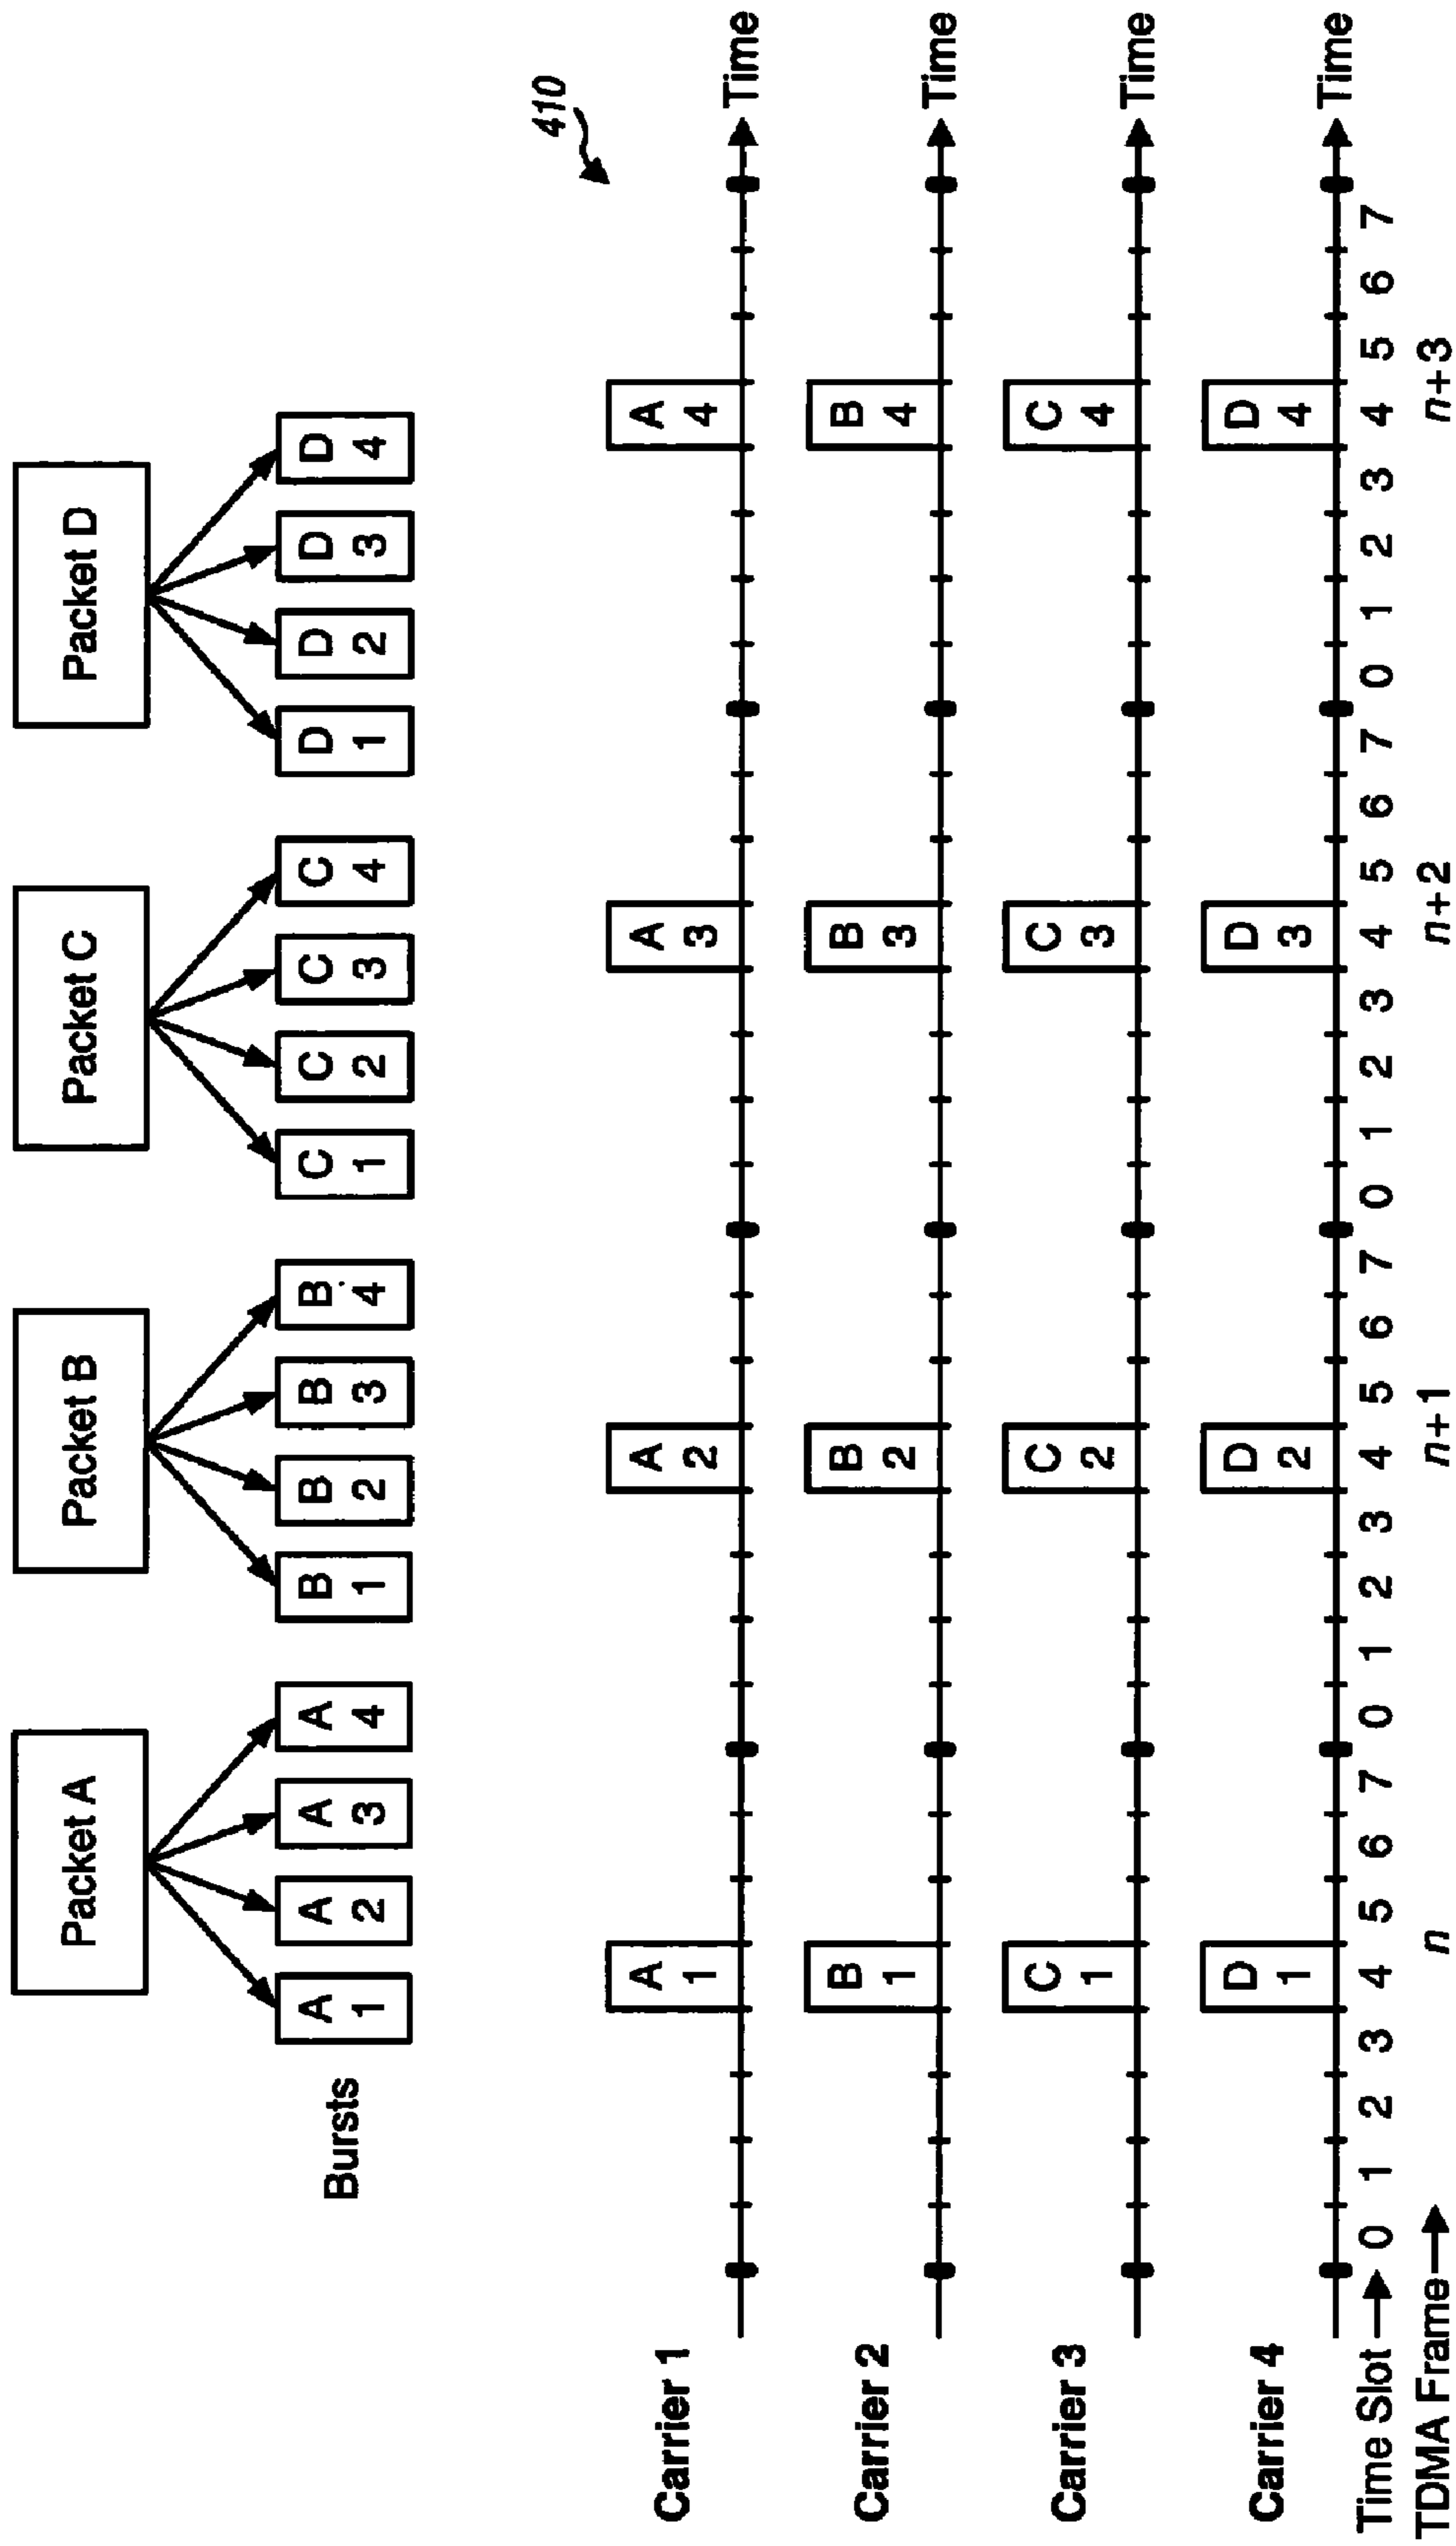 Packet A Packet B Packet C Packet D
A A A A B B B B C C C C D D D D
Bursts
1 2 3 4 1 2 3 4 1 2 3 4 1 2 3 4
410
Carrier 1
A A A A
1 2 3 4
Time
Carrier 2
B B B B
1 2 3 4
Time
Carrier 3
C C C C
1 2 3 4
Time
Carrier 4
D D D D
1 2 3 4
Time
Time Slot 0 1 2 3 4 5 6 7 0 1 2 3 4 5 6 7 0 1 2 3 4 5 6 7 0 1 2 3 4 5 6 7
TDMA Frame n n+1 n+2 n+3